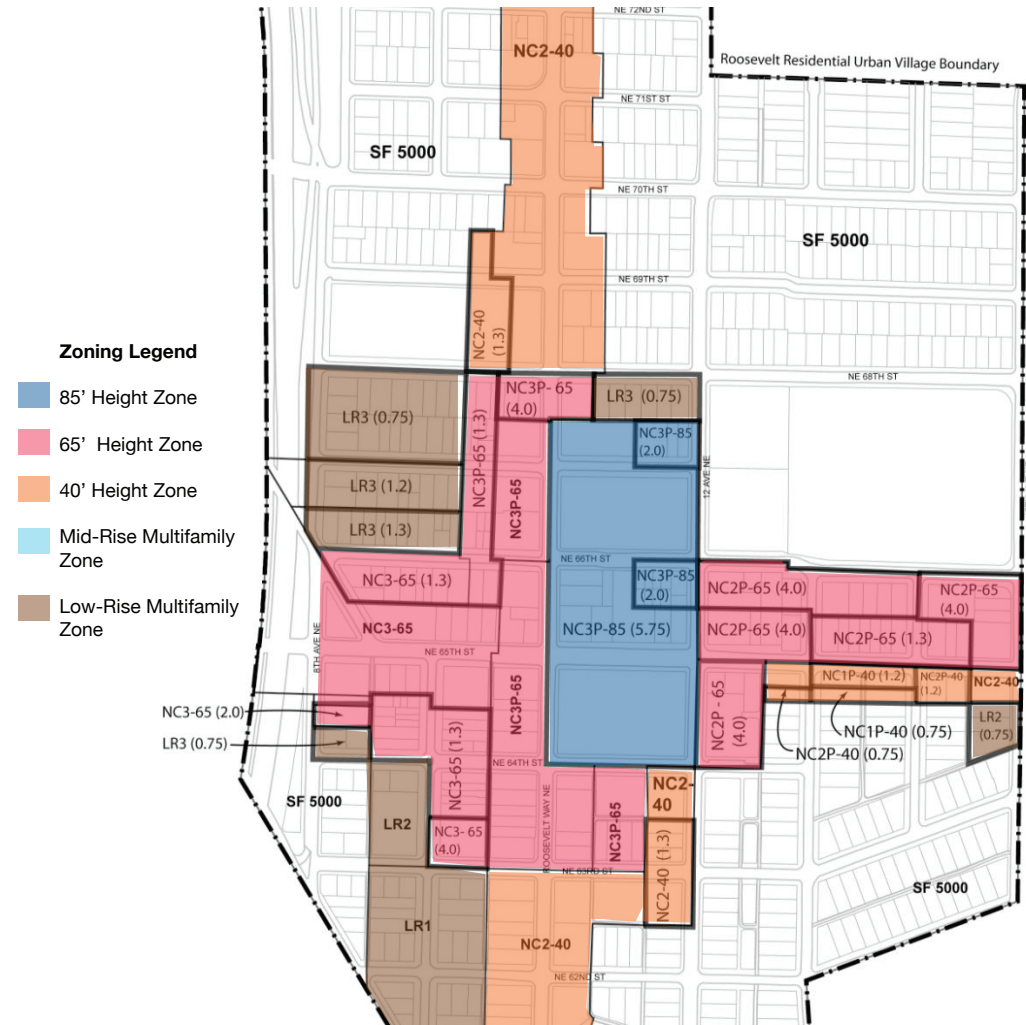 NE 72ND ST
NC2-40
Roosevelt Residential Urban Village Boundary
NE 71ST ST
SF 5000
NE 70TH ST
SF 5000
NE 69TH ST
NC2-40
(1.3)
Zoning Legend
85’ Height Zone
65’ Height Zone
40’ Height Zone
Mid-Rise Multifamily
Zone
Low-Rise Multifamily
Zone
NE 68TH ST
NC3P- 65
(4.0)
LR3 (0.75)
LR3 (0.75)
NC3P-65 (1.3)
NC3P-85
(2.0)
12 AVE NE
LR3 (1.2)
NC3P-65
LR3 (1.3)
NE 66TH ST
NC3-65 (1.3)
NC3P-85
(2.0)
NC2P-65 (4.0)
NC2P-65
(4.0)
NC3-65
NC3P-85 (5.75)
NC2P-65 (4.0)
NC2P-65 (1.3)
8TH AVE NE
NE 65TH ST
NC3P-65
NC2P - 65
(4.0)
NC1P-40 (1.2)
NC2P-40
(1.2)
NC2-40
NC3-65 (2.0)
LR3 (0.75)
NC3-65 (1.3)
NC1P-40 (0.75)
NC2P-40 (0.75)
LR2
(0.75)
NE 64TH ST
SF 5000
LR2
NC3- 65
(4.0)
ROOSEVELT WAY NE
NC3P-65
NC2-
40
NC2-40 (1.3)
NE 63RD ST
SF 5000
LR1
NC2-40
NE 62ND ST